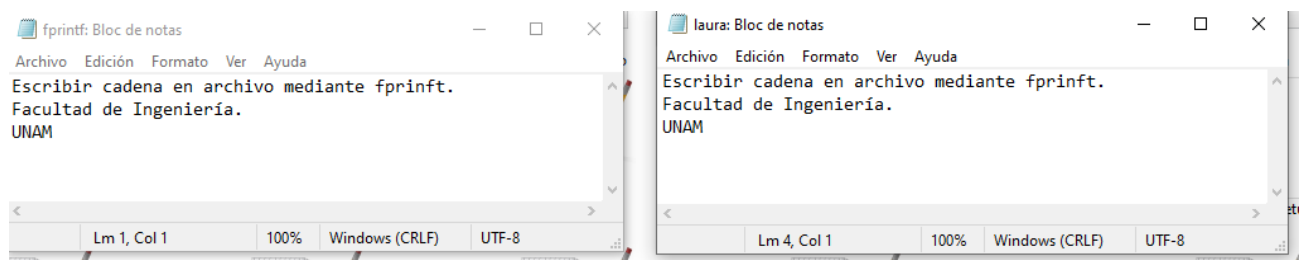 fprintf: Bloc de notas
Archivo Edición Formato Ver Ayuda
Escribir cadena en archivo mediante fprinft.
Facultad de Ingeniería.
UNAM
Lm 1, Col 1 100% Windows (CRLF) UTF-8
laura: Bloc de notas
Archivo Edición Formato Ver Ayuda
Escribir cadena en archivo mediante fprinft.
Facultad de Ingeniería.
UNAM
Lm 4, Col 1 100% Windows (CRLF) UTF-8